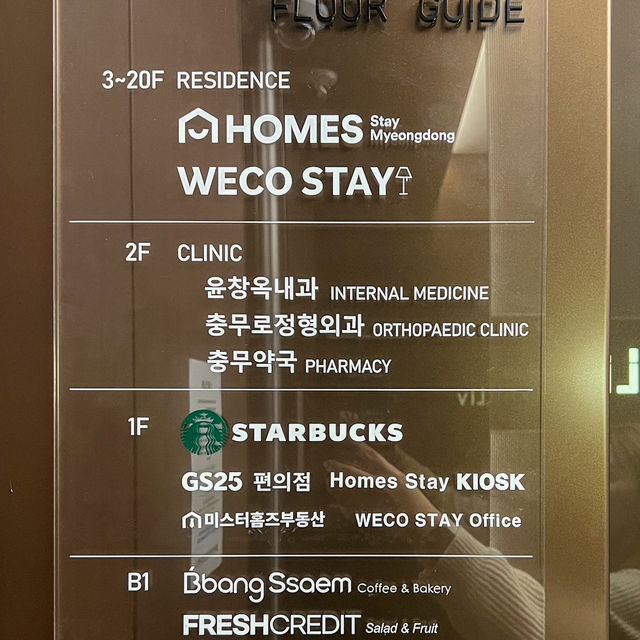 FLOOR GUIDE
3~20F RESIDENCE
HOMES Stay Myeongdong
WECO STAY
2F CLINIC
윤창옥내과 INTERNAL MEDICINE
충무로정형외과 ORTHOPAEDIC CLINIC
충무약국 PHARMACY
1F STARBUCKS
GS25 편의점 Homes Stay KIOSK
미스터홈즈부동산 WECO STAY Office
B1 Bbang Ssaem Coffee & Bakery
FRESHCREDIT Salad & Fruit